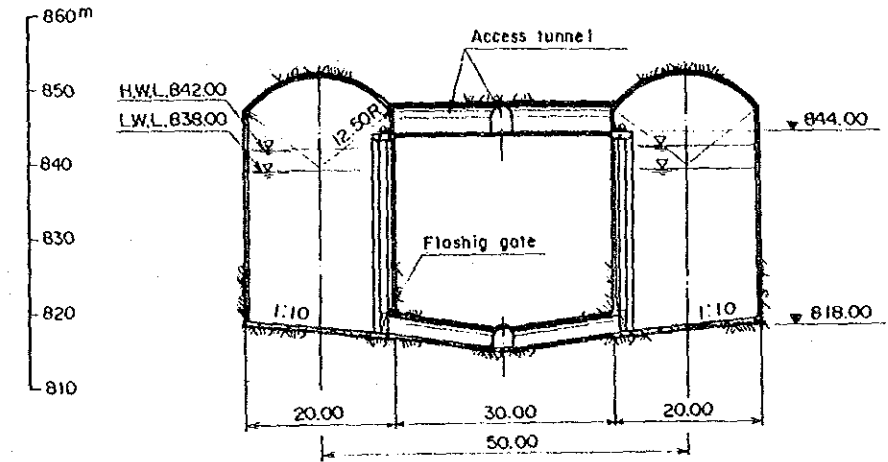 860m
850
840
830
820
810
H.W.L.842.00
L.W.L.838.00
Access tunnel
12.50R
844.00
Floshig gate
1:10
1:10
818.00
20.00
30.00
20.00
50.00